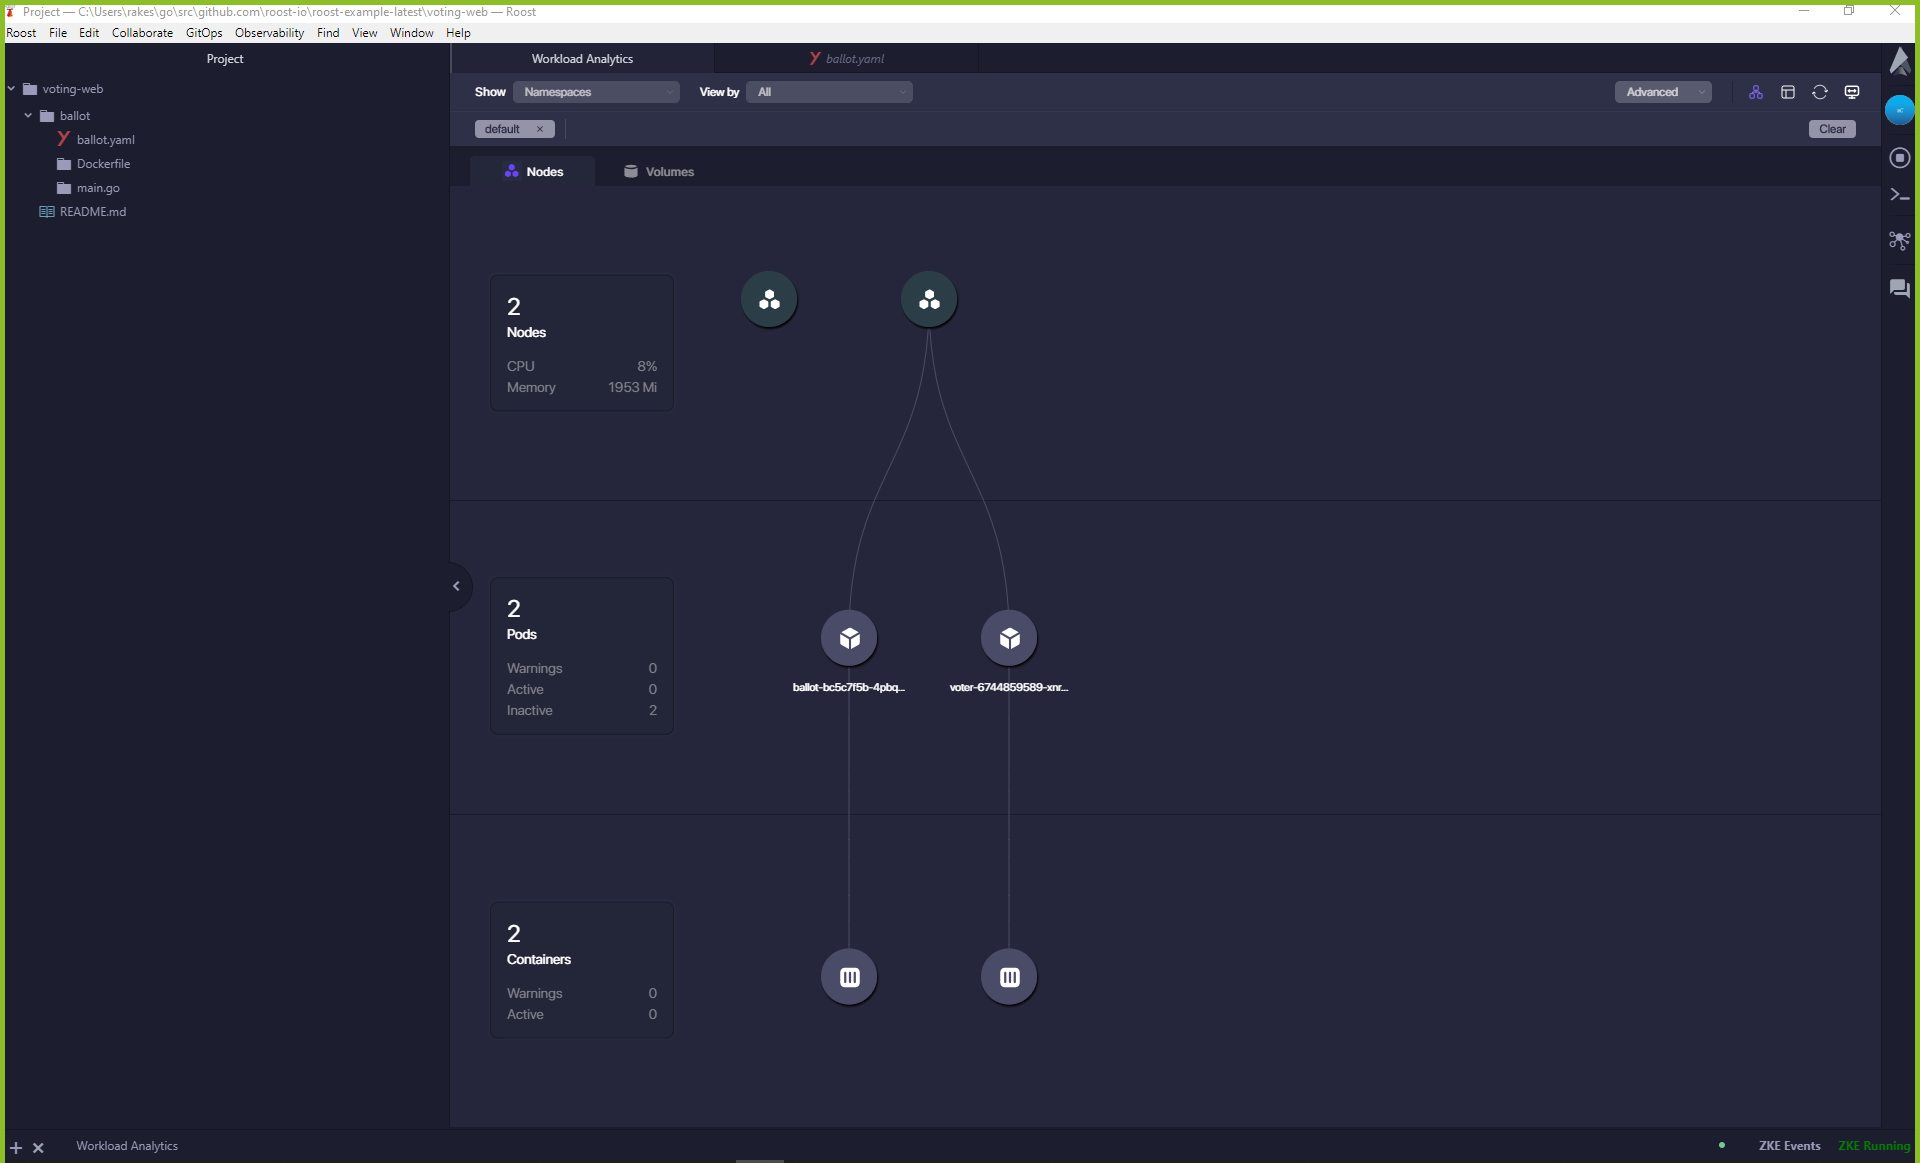 Project — C:\Users\rakes\go\src\github.com\roost-io\roost-example-latest\voting-web — Roost
Roost File Edit Collaborate GitOps Observability Find View Window Help
Project
voting-web
ballot
ballot.yaml
Dockerfile
main.go
README.md
Workload Analytics
ballot.yaml
Show Namespaces View by All Advanced
default × Clear
Nodes Volumes
2
Nodes
CPU 8%
Memory 1953 Mi
2
Pods
Warnings 0
Active 0
Inactive 2
ballot-bc5c7f5b-4pbq... voter-6744859589-xnr...
2
Containers
Warnings 0
Active 0
Workload Analytics ZKE Events ZKE Running